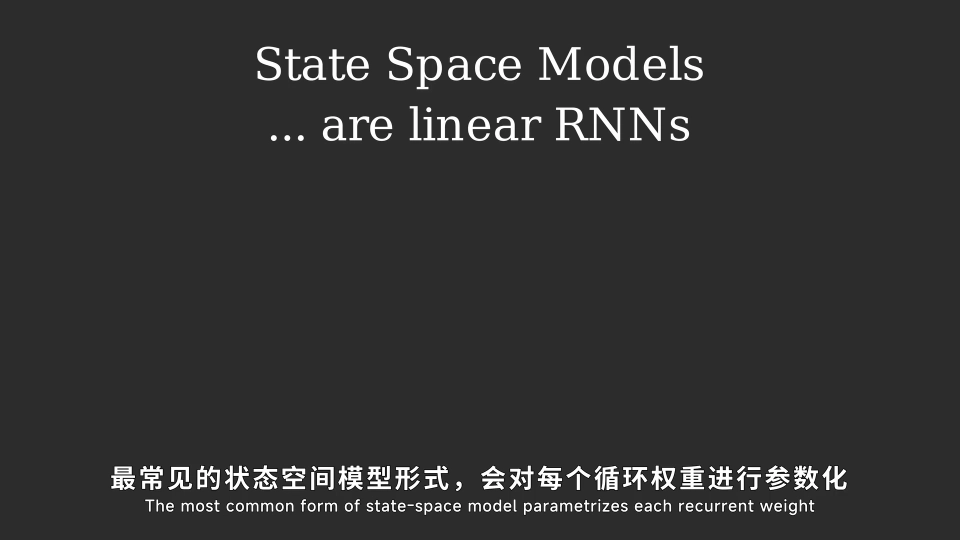 State Space Models
... are linear RNNs
最常见的状态空间模型形式，会对每个循环权重进行参数化
The most common form of state-space model parametrizes each recurrent weight